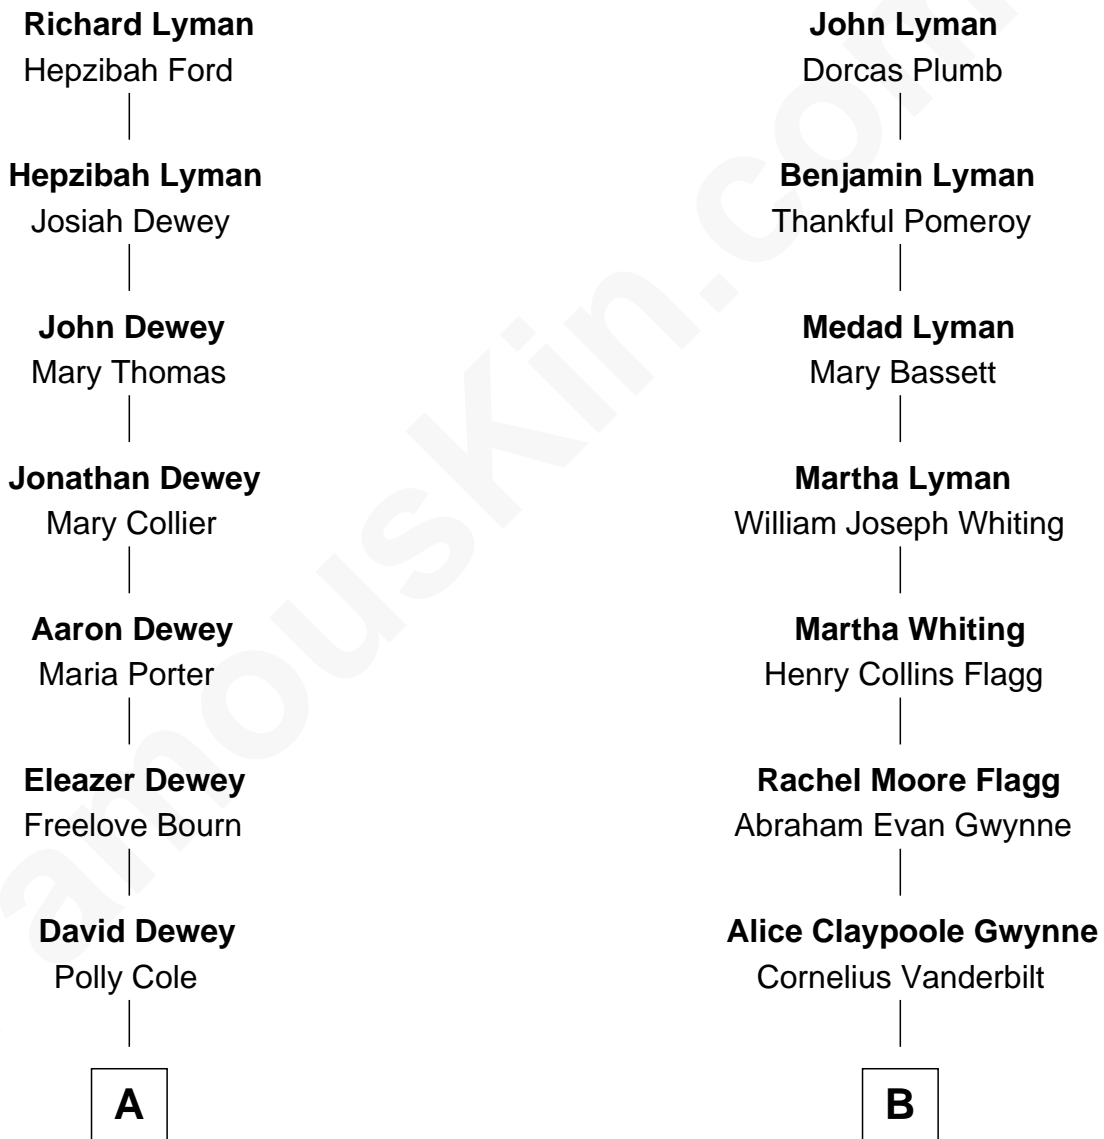 Richard Lyman
Hepzibah Ford
Hepzibah Lyman
Josiah Dewey
John Dewey
Mary Thomas
Jonathan Dewey
Mary Collier
Aaron Dewey
Maria Porter
Eleazer Dewey
Freelove Bourn
David Dewey
Polly Cole
A
John Lyman
Dorcas Plumb
Benjamin Lyman
Thankful Pomeroy
Medad Lyman
Mary Bassett
Martha Lyman
William Joseph Whiting
Martha Whiting
Henry Collins Flagg
Rachel Moore Flagg
Abraham Evan Gwynne
Alice Claypoole Gwynne
Cornelius Vanderbilt
B
amouskin.com